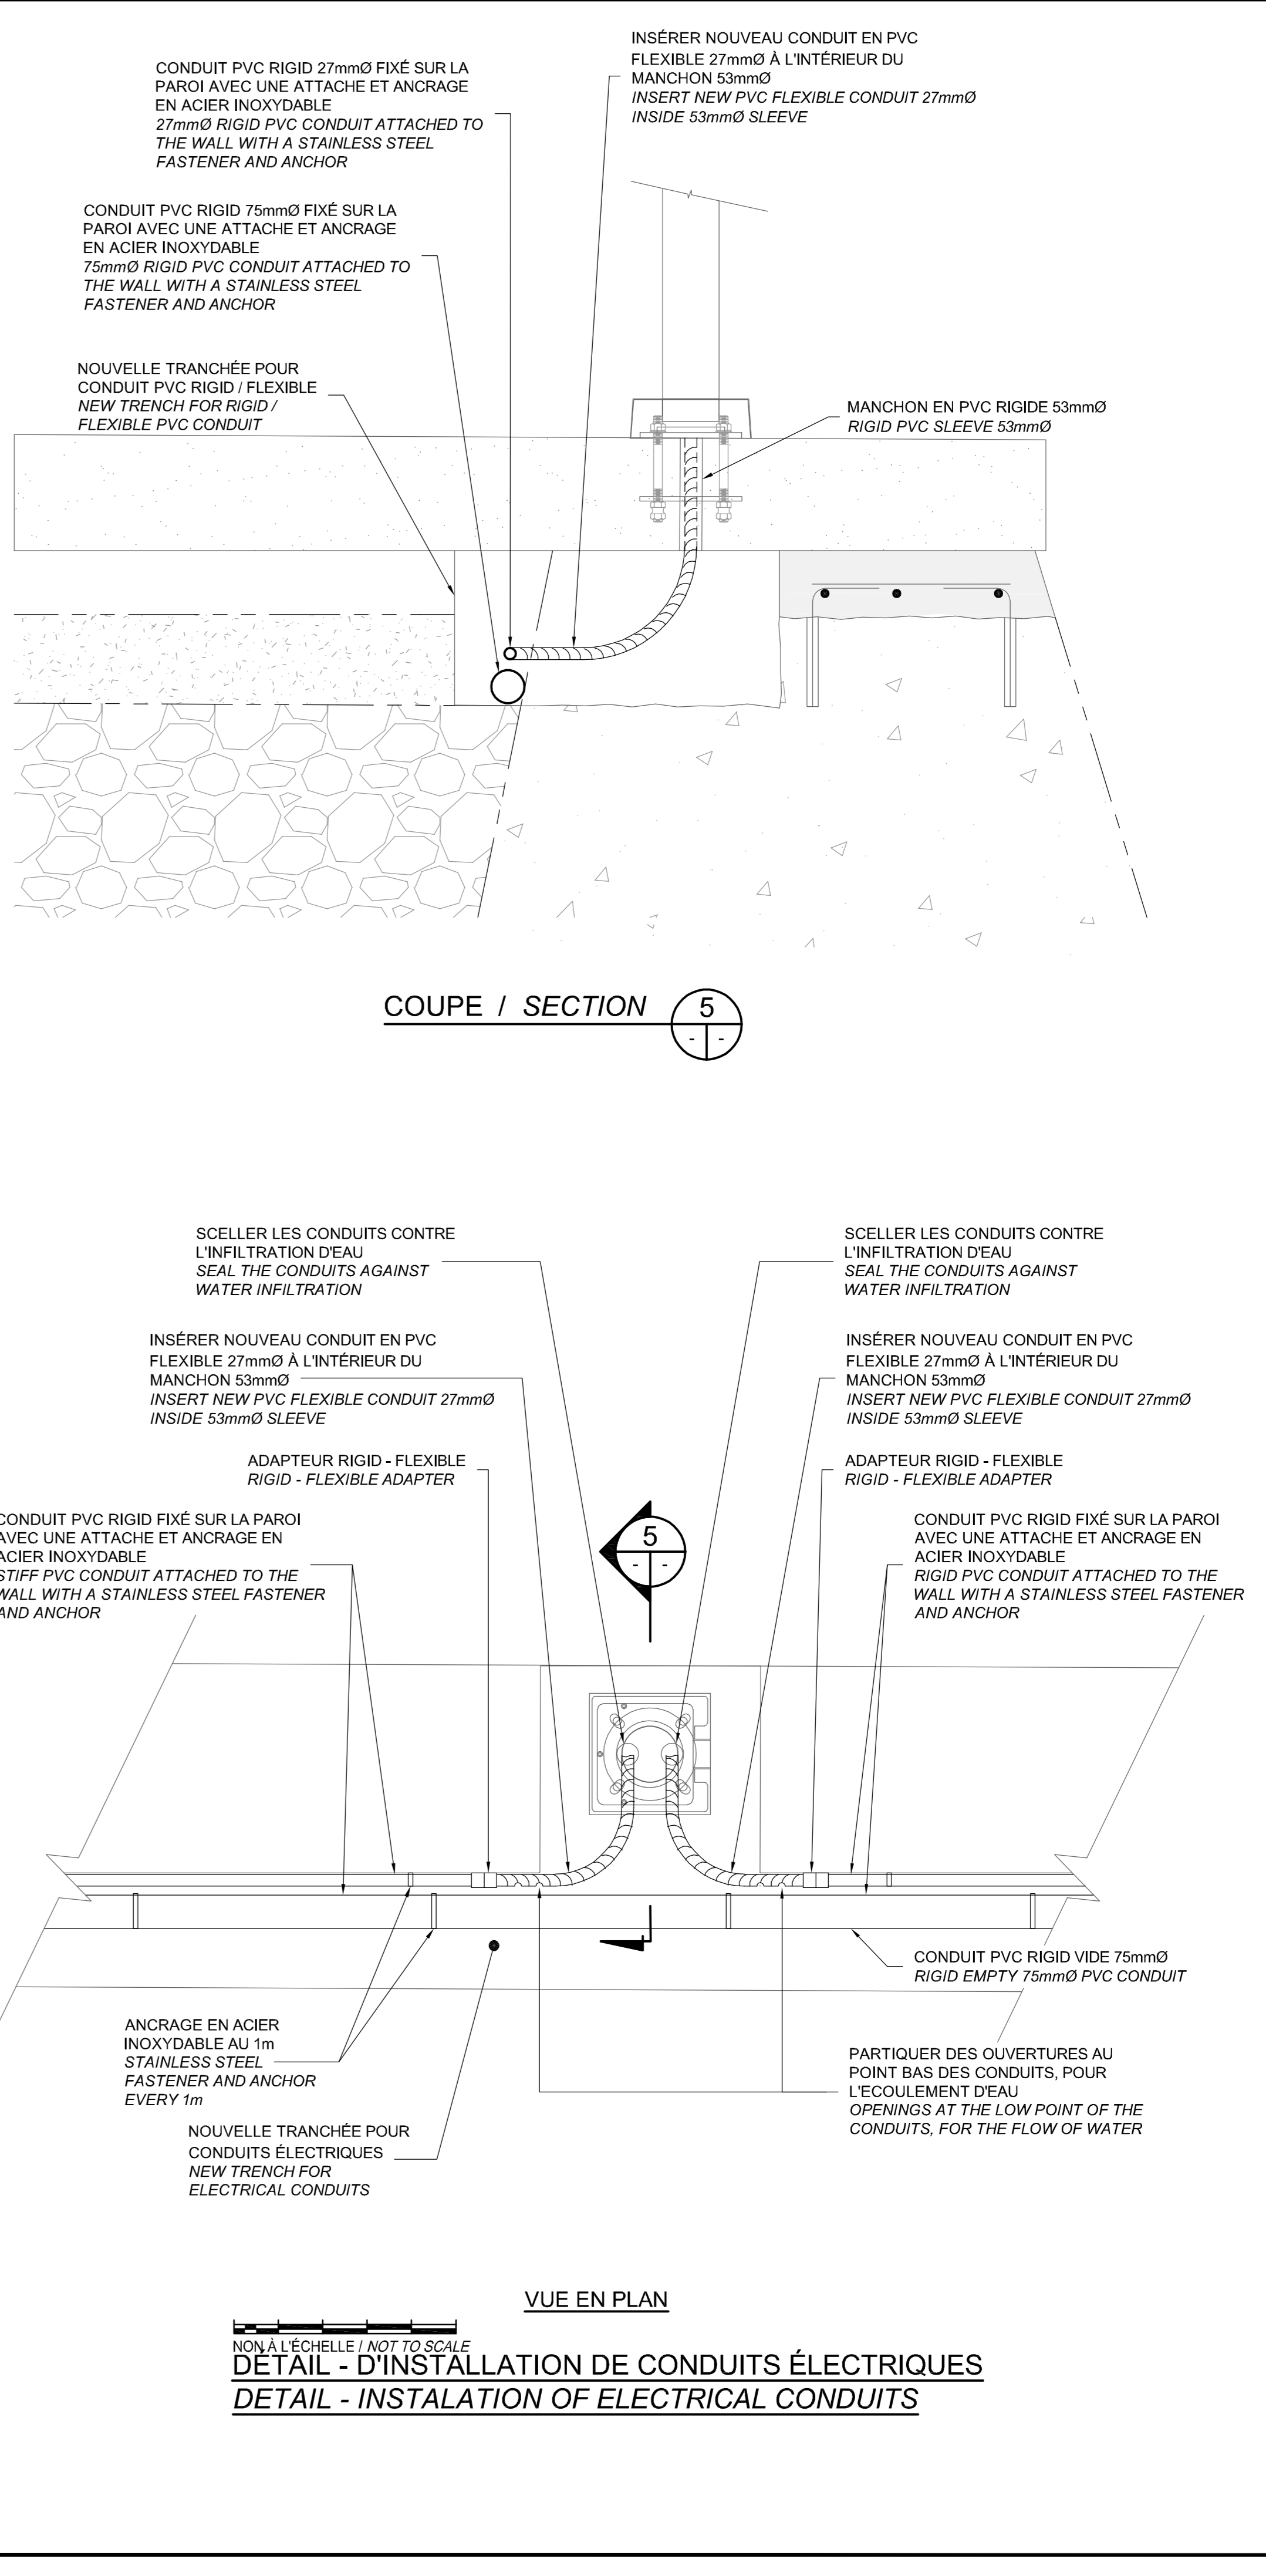 INSÉRER NOUVEAU CONDUIT EN PVC
FLEXIBLE 27mmØ À L'INTÉRIEUR DU
MANCHON 53mmØ
INSERT NEW PVC FLEXIBLE CONDUIT 27mmØ
INSIDE 53mmØ SLEEVE
CONDUIT PVC RIGID 27mmØ FIXÉ SUR LA
PAROI AVEC UNE ATTACHE ET ANCRAGE
EN ACIER INOXYDABLE
27mmØ RIGID PVC CONDUIT ATTACHED TO
THE WALL WITH A STAINLESS STEEL
FASTENER AND ANCHOR
CONDUIT PVC RIGID 75mmØ FIXÉ SUR LA
PAROI AVEC UNE ATTACHE ET ANCRAGE
EN ACIER INOXYDABLE
75mmØ RIGID PVC CONDUIT ATTACHED TO
THE WALL WITH A STAINLESS STEEL
FASTENER AND ANCHOR
NOUVELLE TRANCHÉE POUR
CONDUIT PVC RIGID / FLEXIBLE
NEW TRENCH FOR RIGID /
FLEXIBLE PVC CONDUIT
MANCHON EN PVC RIGIDE 53mmØ
RIGID PVC SLEEVE 53mmØ
COUPE / SECTION
5
- -
SCELLER LES CONDUITS CONTRE
L'INFILTRATION D'EAU
SEAL THE CONDUITS AGAINST
WATER INFILTRATION
SCELLER LES CONDUITS CONTRE
L'INFILTRATION D'EAU
SEAL THE CONDUITS AGAINST
WATER INFILTRATION
INSÉRER NOUVEAU CONDUIT EN PVC
FLEXIBLE 27mmØ À L'INTÉRIEUR DU
MANCHON 53mmØ
INSERT NEW PVC FLEXIBLE CONDUIT 27mmØ
INSIDE 53mmØ SLEEVE
INSÉRER NOUVEAU CONDUIT EN PVC
FLEXIBLE 27mmØ À L'INTÉRIEUR DU
MANCHON 53mmØ
INSERT NEW PVC FLEXIBLE CONDUIT 27mmØ
INSIDE 53mmØ SLEEVE
ADAPTEUR RIGID - FLEXIBLE
RIGID - FLEXIBLE ADAPTER
ADAPTEUR RIGID - FLEXIBLE
RIGID - FLEXIBLE ADAPTER
CONDUIT PVC RIGID FIXÉ SUR LA PAROI
AVEC UNE ATTACHE ET ANCRAGE EN
ACIER INOXYDABLE
STIFF PVC CONDUIT ATTACHED TO THE
WALL WITH A STAINLESS STEEL FASTENER
AND ANCHOR
5
- -
CONDUIT PVC RIGID FIXÉ SUR LA PAROI
AVEC UNE ATTACHE ET ANCRAGE EN
ACIER INOXYDABLE
RIGID PVC CONDUIT ATTACHED TO THE
WALL WITH A STAINLESS STEEL FASTENER
AND ANCHOR
CONDUIT PVC RIGID VIDE 75mmØ
RIGID EMPTY 75mmØ PVC CONDUIT
ANCRAGE EN ACIER
INOXYDABLE AU 1m
STAINLESS STEEL
FASTENER AND ANCHOR
EVERY 1m
PARTIQUER DES OUVERTURES AU
POINT BAS DES CONDUITS, POUR
L'ECOULEMENT D'EAU
OPENINGS AT THE LOW POINT OF THE
CONDUITS, FOR THE FLOW OF WATER
NOUVELLE TRANCHÉE POUR
CONDUITS ÉLECTRIQUES
NEW TRENCH FOR
ELECTRICAL CONDUITS
VUE EN PLAN
NON À L'ÉCHELLE / NOT TO SCALE
DÉTAIL - D'INSTALLATION DE CONDUITS ÉLECTRIQUES
DETAIL - INSTALATION OF ELECTRICAL CONDUITS